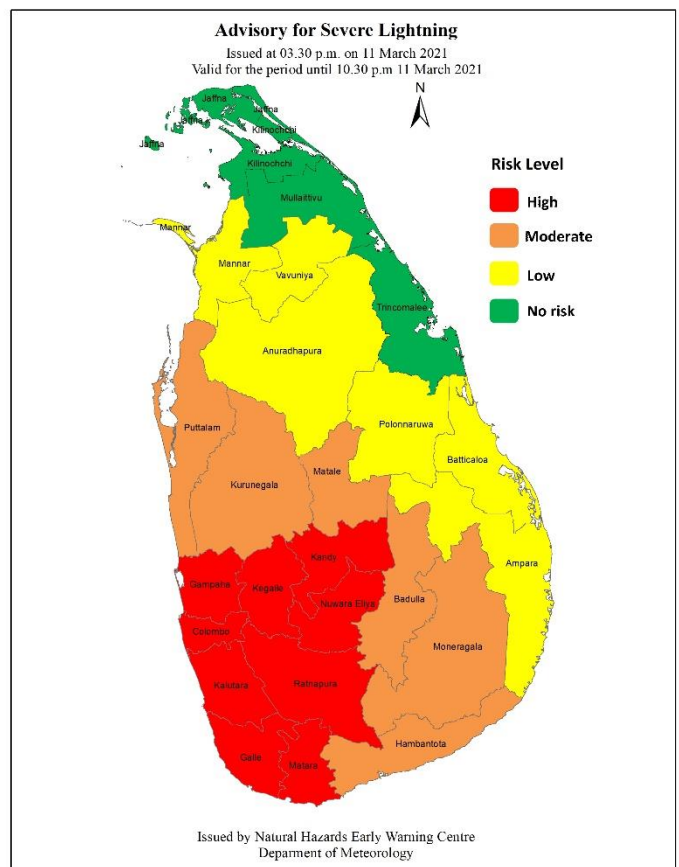 Advisory for Severe Lightning
Issued at 03.30 p.m. on 11 March 2021
Valid for the period until 10.30 p.m 11 March 2021
N
Jaffna
Jaffna
Jaffna
Jaffna
Kilinochchi
Kilinochchi
Mullaittivu
Risk Level
High
Moderate
Low
No risk
Mannar
Mannar
Vavuniya
Trincomalee
Anuradhapura
Polonnaruwa
Puttalam
Batticaloa
Matale
Kurunegala
Kandy
Ampara
Gampaha
Kegalle
Nuwara Eliya
Badulla
Colombo
Moneragala
Kalutara
Ratnapura
Hambantota
Galle
Matara
Issued by Natural Hazards Early Warning Centre
Deparment of Meteorology